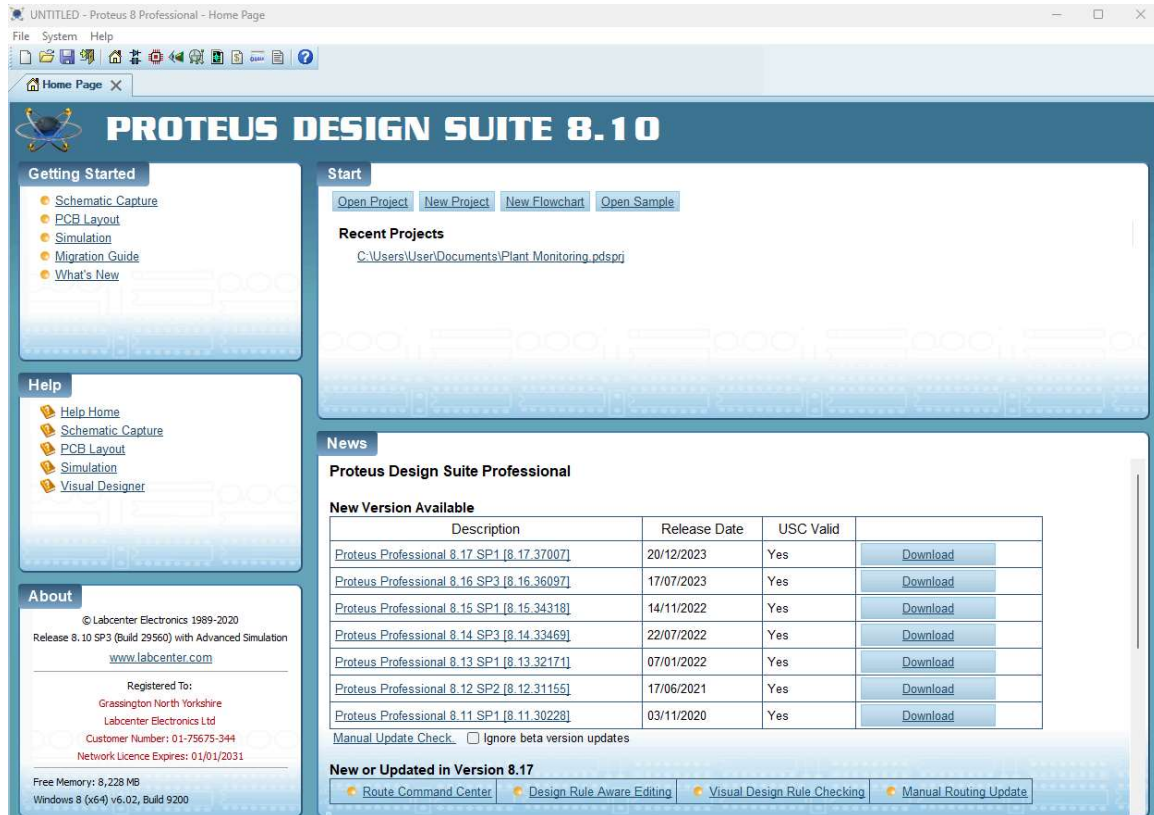 UNTITLED - Proteus 8 Professional - Home Page
File System Help
Home Page
PROTEUS DESIGN SUITE 8.10
Getting Started
Schematic Capture
PCB Layout
Simulation
Migration Guide
What's New
Start
Open Project New Project New Flowchart Open Sample
Recent Projects
C:\Users\User\Documents\Plant Monitoring.pdsprj
Help
Help Home
Schematic Capture
PCB Layout
Simulation
Visual Designer
News
Proteus Design Suite Professional
New Version Available
Description Release Date USC Valid
Proteus Professional 8.17 SP1 [8.17.37007] 20/12/2023 Yes Download
Proteus Professional 8.16 SP3 [8.16.36097] 17/07/2023 Yes Download
Proteus Professional 8.15 SP1 [8.15.34318] 14/11/2022 Yes Download
Proteus Professional 8.14 SP3 [8.14.33469] 22/07/2022 Yes Download
Proteus Professional 8.13 SP1 [8.13.32171] 07/01/2022 Yes Download
Proteus Professional 8.12 SP2 [8.12.31155] 17/06/2021 Yes Download
Proteus Professional 8.11 SP1 [8.11.30228] 03/11/2020 Yes Download
Manual Update Check. Ignore beta version updates
New or Updated in Version 8.17
Route Command Center Design Rule Aware Editing Visual Design Rule Checking Manual Routing Update
About
© Labcenter Electronics 1989-2020
Release 8.10 SP3 (Build 29560) with Advanced Simulation
www.labcenter.com
Registered To:
Grassington North Yorkshire
Labcenter Electronics Ltd
Customer Number: 01-75675-344
Network Licence Expires: 01/01/2031
Free Memory: 8,228 MB
Windows 8 (x64) v6.02, Build 9200